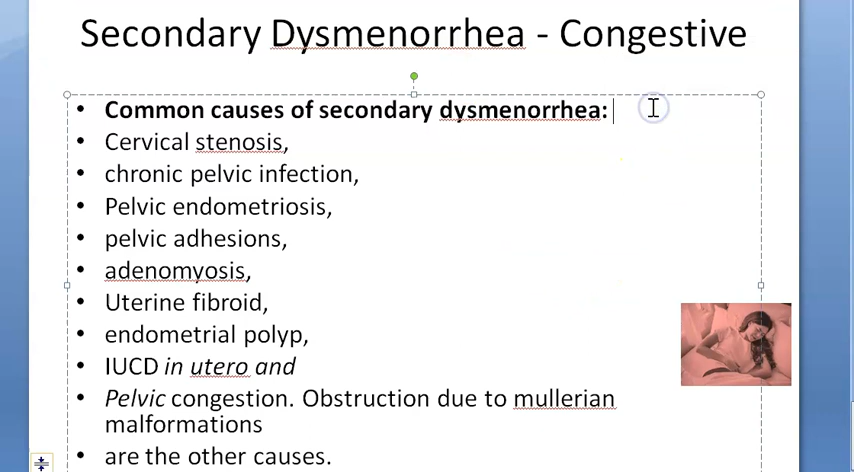 Secondary Dysmenorrhea - Congestive
• Common causes of secondary dysmenorrhea:
• Cervical stenosis,
• chronic pelvic infection,
• Pelvic endometriosis,
• pelvic adhesions,
• adenomyosis,
• Uterine fibroid,
• endometrial polyp,
• IUCD in utero and
• Pelvic congestion. Obstruction due to mullerian
malformations
• are the other causes.